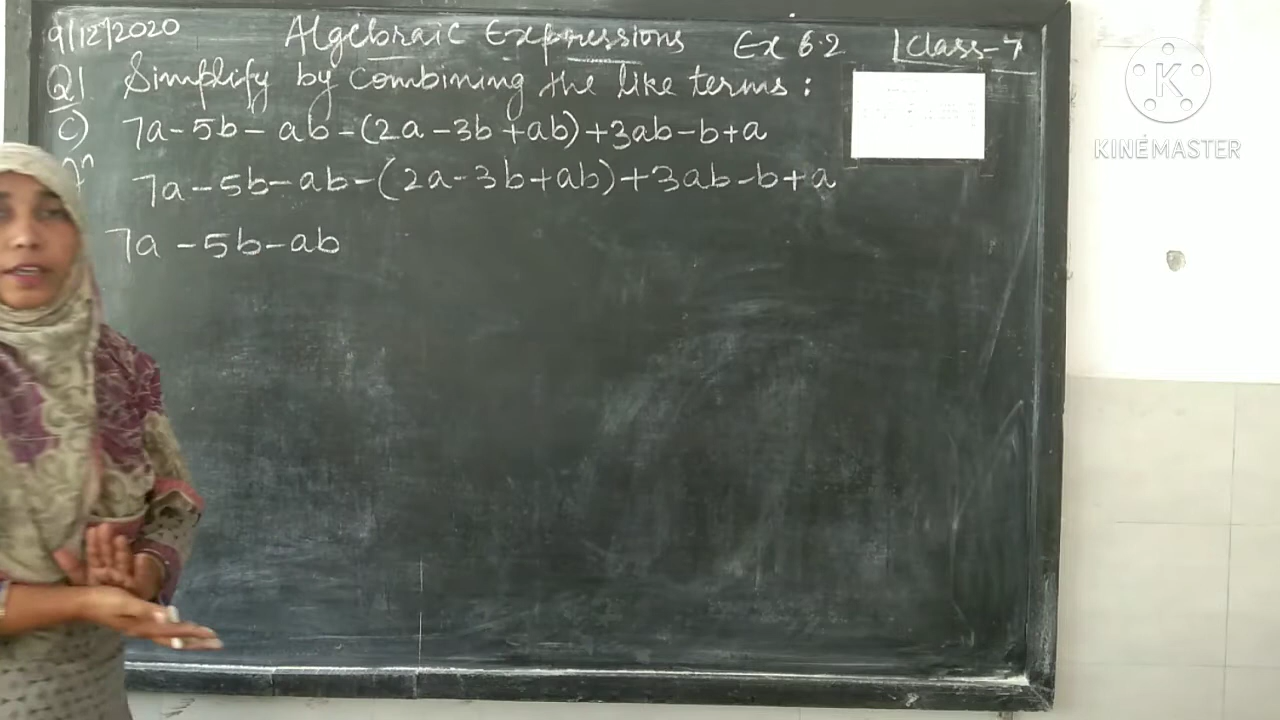 9/12/2020 Algebraic Expressions Ex 6.2 Class-7
Q1 Simplify by combining the like terms:
c) 7a-5b-ab-(2a-3b+ab)+3ab-b+a
7a-5b-ab-(2a-3b+ab)+3ab-b+a
7a-5b-ab
K
KINEMASTER